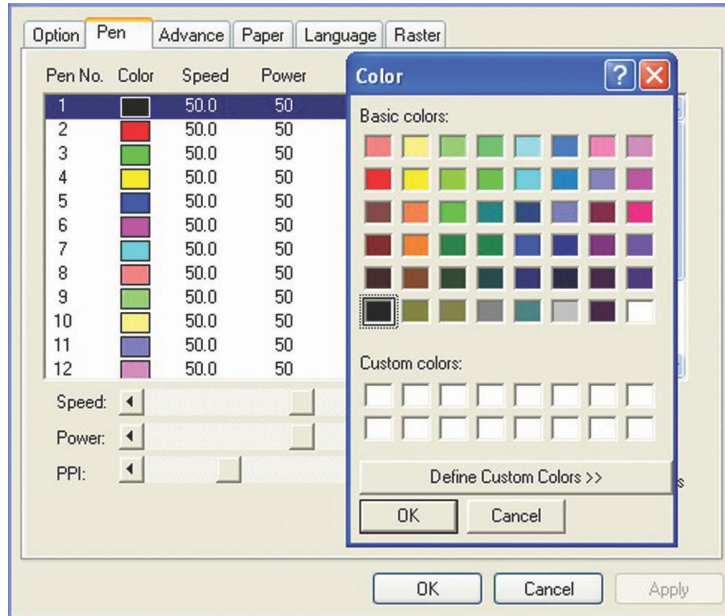 Option Pen Advance Paper Language Raster
Pen No. Color Speed Power
1 50.0 50
2 50.0 50
3 50.0 50
4 50.0 50
5 50.0 50
6 50.0 50
7 50.0 50
8 50.0 50
9 50.0 50
10 50.0 50
11 50.0 50
12 50.0 50
Speed:
Power:
PPI:
s
Color
Basic colors:
Custom colors:
Define Custom Colors >>
OK Cancel
OK Cancel Apply